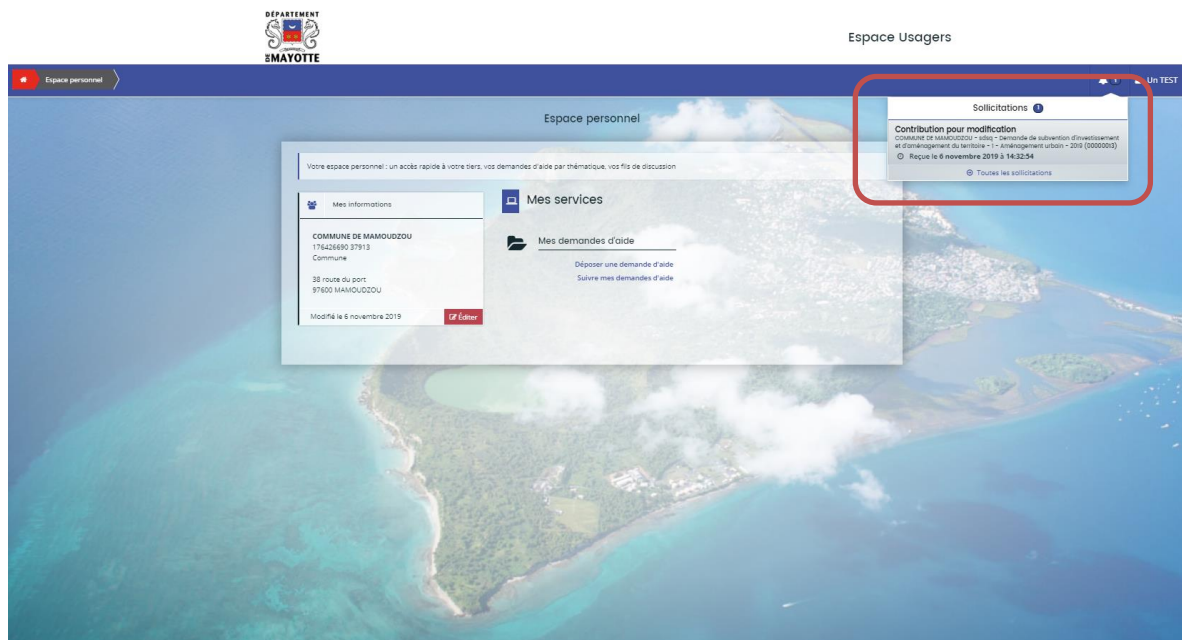 DÉPARTEMENT
DE MAYOTTE
Espace Usagers
Espace personnel
1
Un TEST
Sollicitations 1
Contribution pour modification
COMMUNE DE MAMOUDZOU - sdsq - Demande de subvention d'investissement
et d'aménagement du territoire - 1 - Aménagement urbain - 2019 (00000013)
Reçue le 6 novembre 2019 à 14:32:54
Toutes les sollicitations
Espace personnel
Votre espace personnel : un accès rapide à votre tiers, vos demandes d'aide par thématique, vos fils de discussion
Mes informations
COMMUNE DE MAMOUDZOU
176426690 37913
Commune
38 route du port
97600 MAMOUDZOU
Modifié le 6 novembre 2019
Éditer
Mes services
Mes demandes d'aide
Déposer une demande d'aide
Suivre mes demandes d'aide